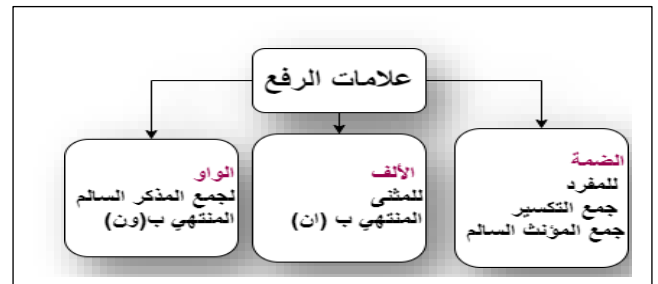 علامات الرفع
الضمة
للمفرد
جمع التكسير
جمع المؤنث السالم
الألف
للمثنى
المنتهي ب (ان)
الواو
لجمع المذكر السالم
المنتهي ب(ون)